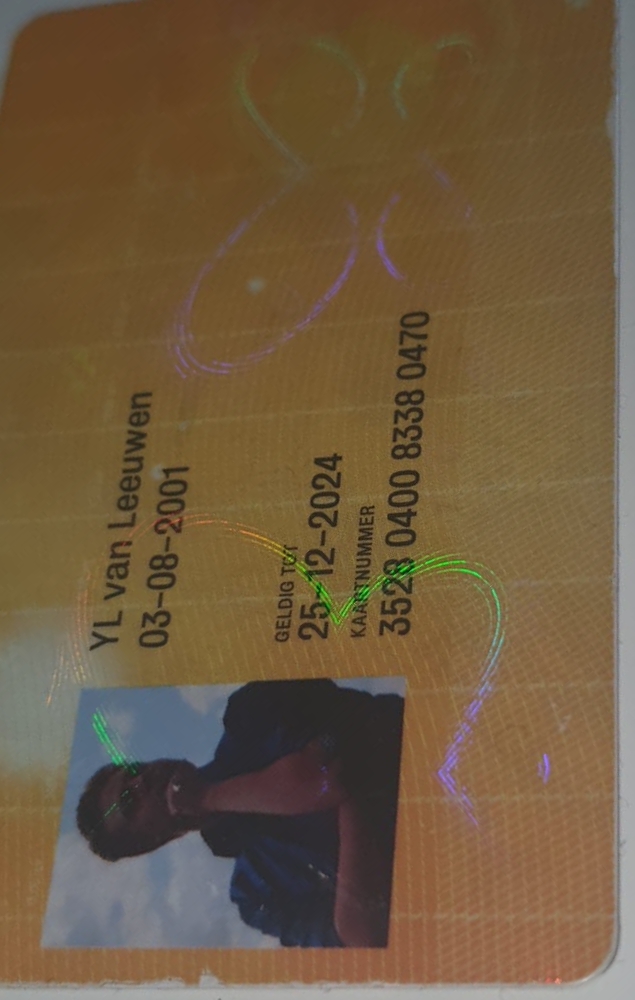 YL van Leeuwen
03-08-2001
GELDIG TOT
25-12-2024
KAARTNUMMER
3528 0400 8338 0470